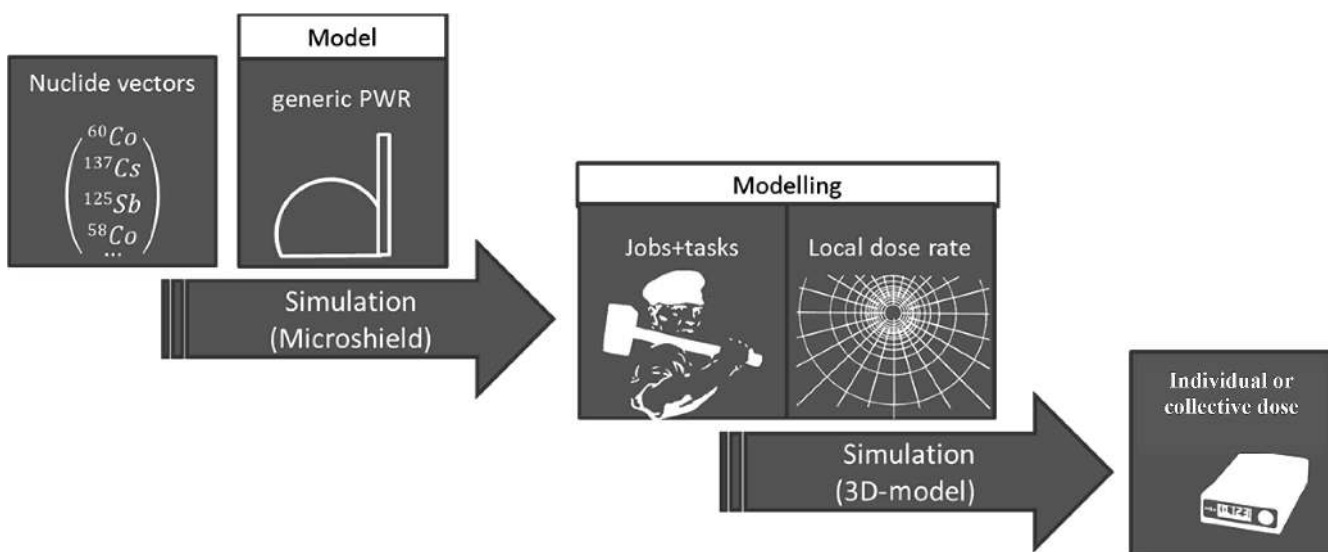 Nuclide vectors
⁶⁰Co
¹³⁷Cs
¹²⁵Sb
⁵⁸Co
...
Model
generic PWR
Simulation
(Microshield)
Modelling
Jobs+tasks
Local dose rate
Simulation
(3D-model)
Individual or
collective dose